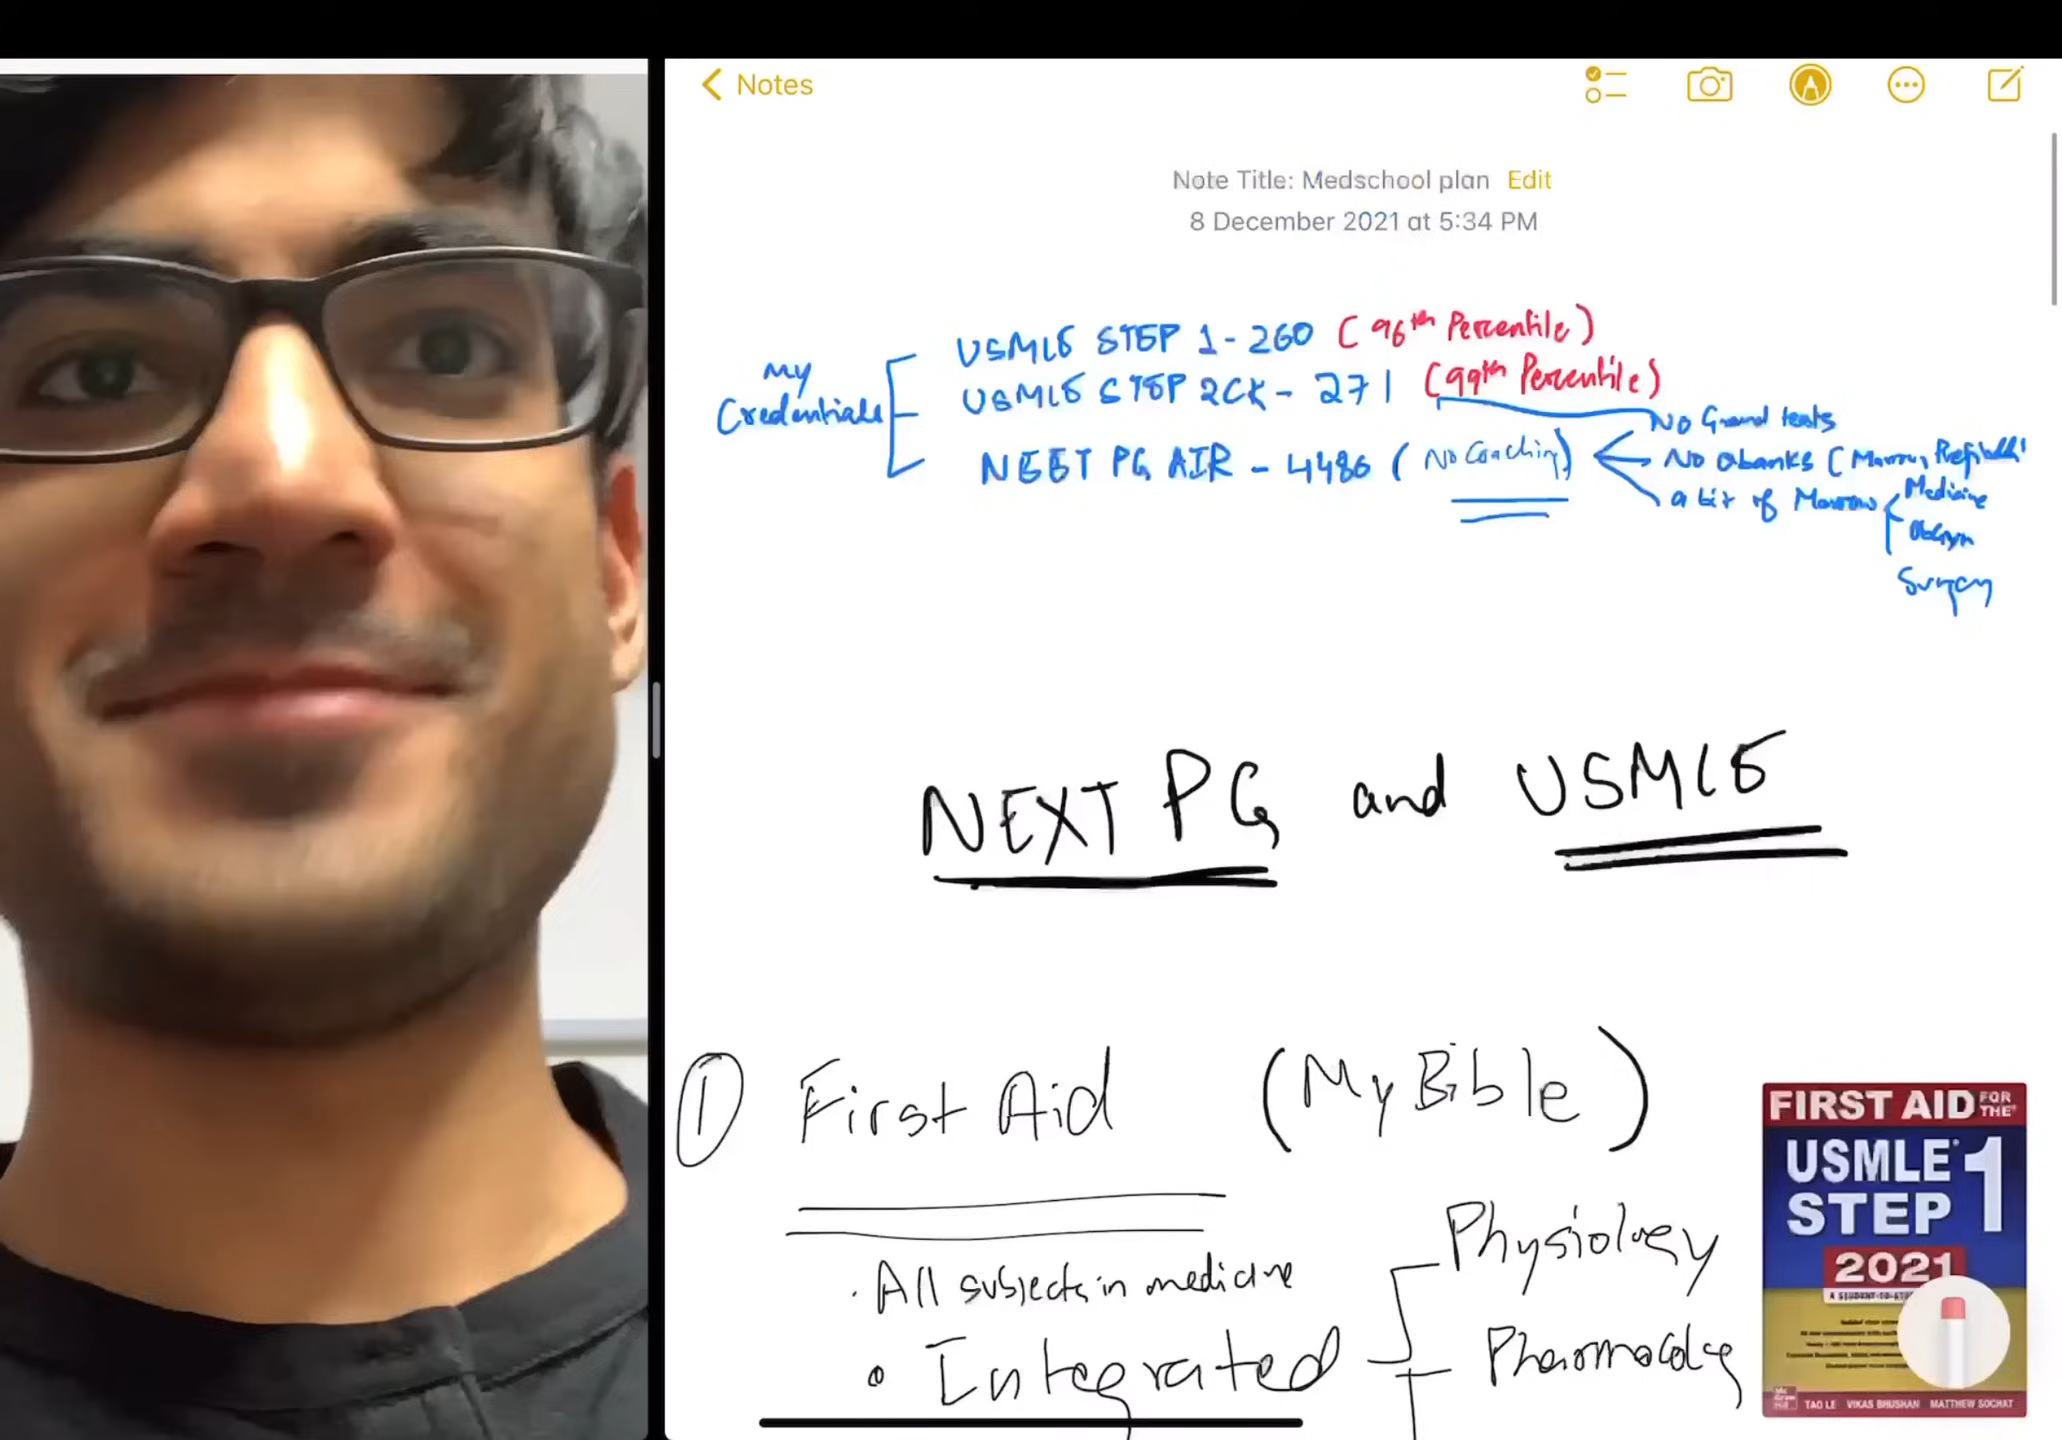 Notes
Note Title: Medschool plan Edit
8 December 2021 at 5:34 PM
My Credentials
USMLE STEP 1 - 260 (96th Percentile)
USMLE STEP 2CK - 271 (99th Percentile)
NEET PG AIR - 4486 (No Coaching)
No Grand tests
No Qbanks (Marrow, Prepladder
a bit of Marrow
Medicine
ObGyn
Surgery
NEXT PG and USMLE
1 First Aid (My Bible)
. All subjects in medicine
• Integrated
Physiology
Pharmacology
FIRST AID FOR THE
USMLE
STEP 1
2021
TAO LE VIKAS BHUSHAN MATTHEW SOCHAT